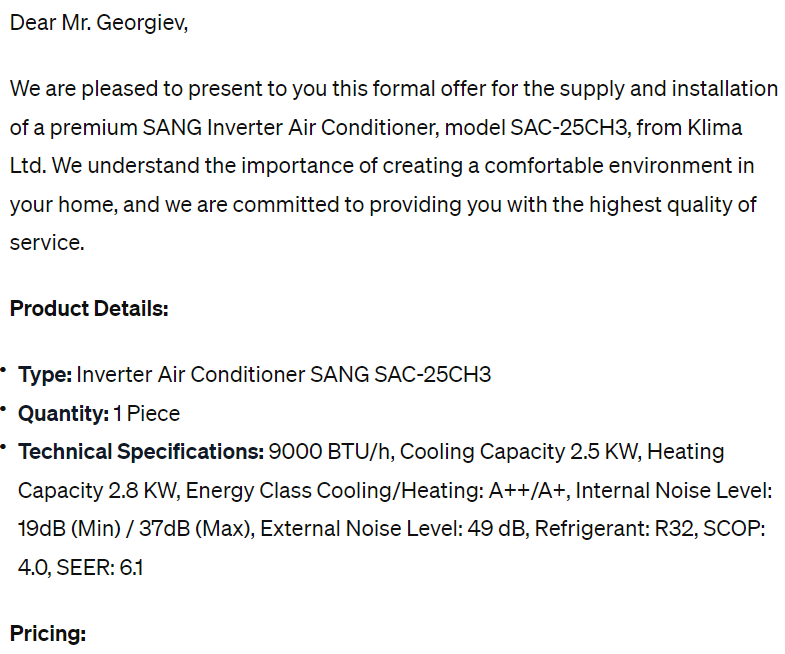 Dear Mr. Georgiev,
We are pleased to present to you this formal offer for the supply and installation
of a premium SANG Inverter Air Conditioner, model SAC-25CH3, from Klima
Ltd. We understand the importance of creating a comfortable environment in
your home, and we are committed to providing you with the highest quality of
service.
Product Details:
• Type: Inverter Air Conditioner SANG SAC-25CH3
• Quantity: 1 Piece
• Technical Specifications: 9000 BTU/h, Cooling Capacity 2.5 KW, Heating
Capacity 2.8 KW, Energy Class Cooling/Heating: A++/A+, Internal Noise Level:
19dB (Min) / 37dB (Max), External Noise Level: 49 dB, Refrigerant: R32, SCOP:
4.0, SEER: 6.1
Pricing: